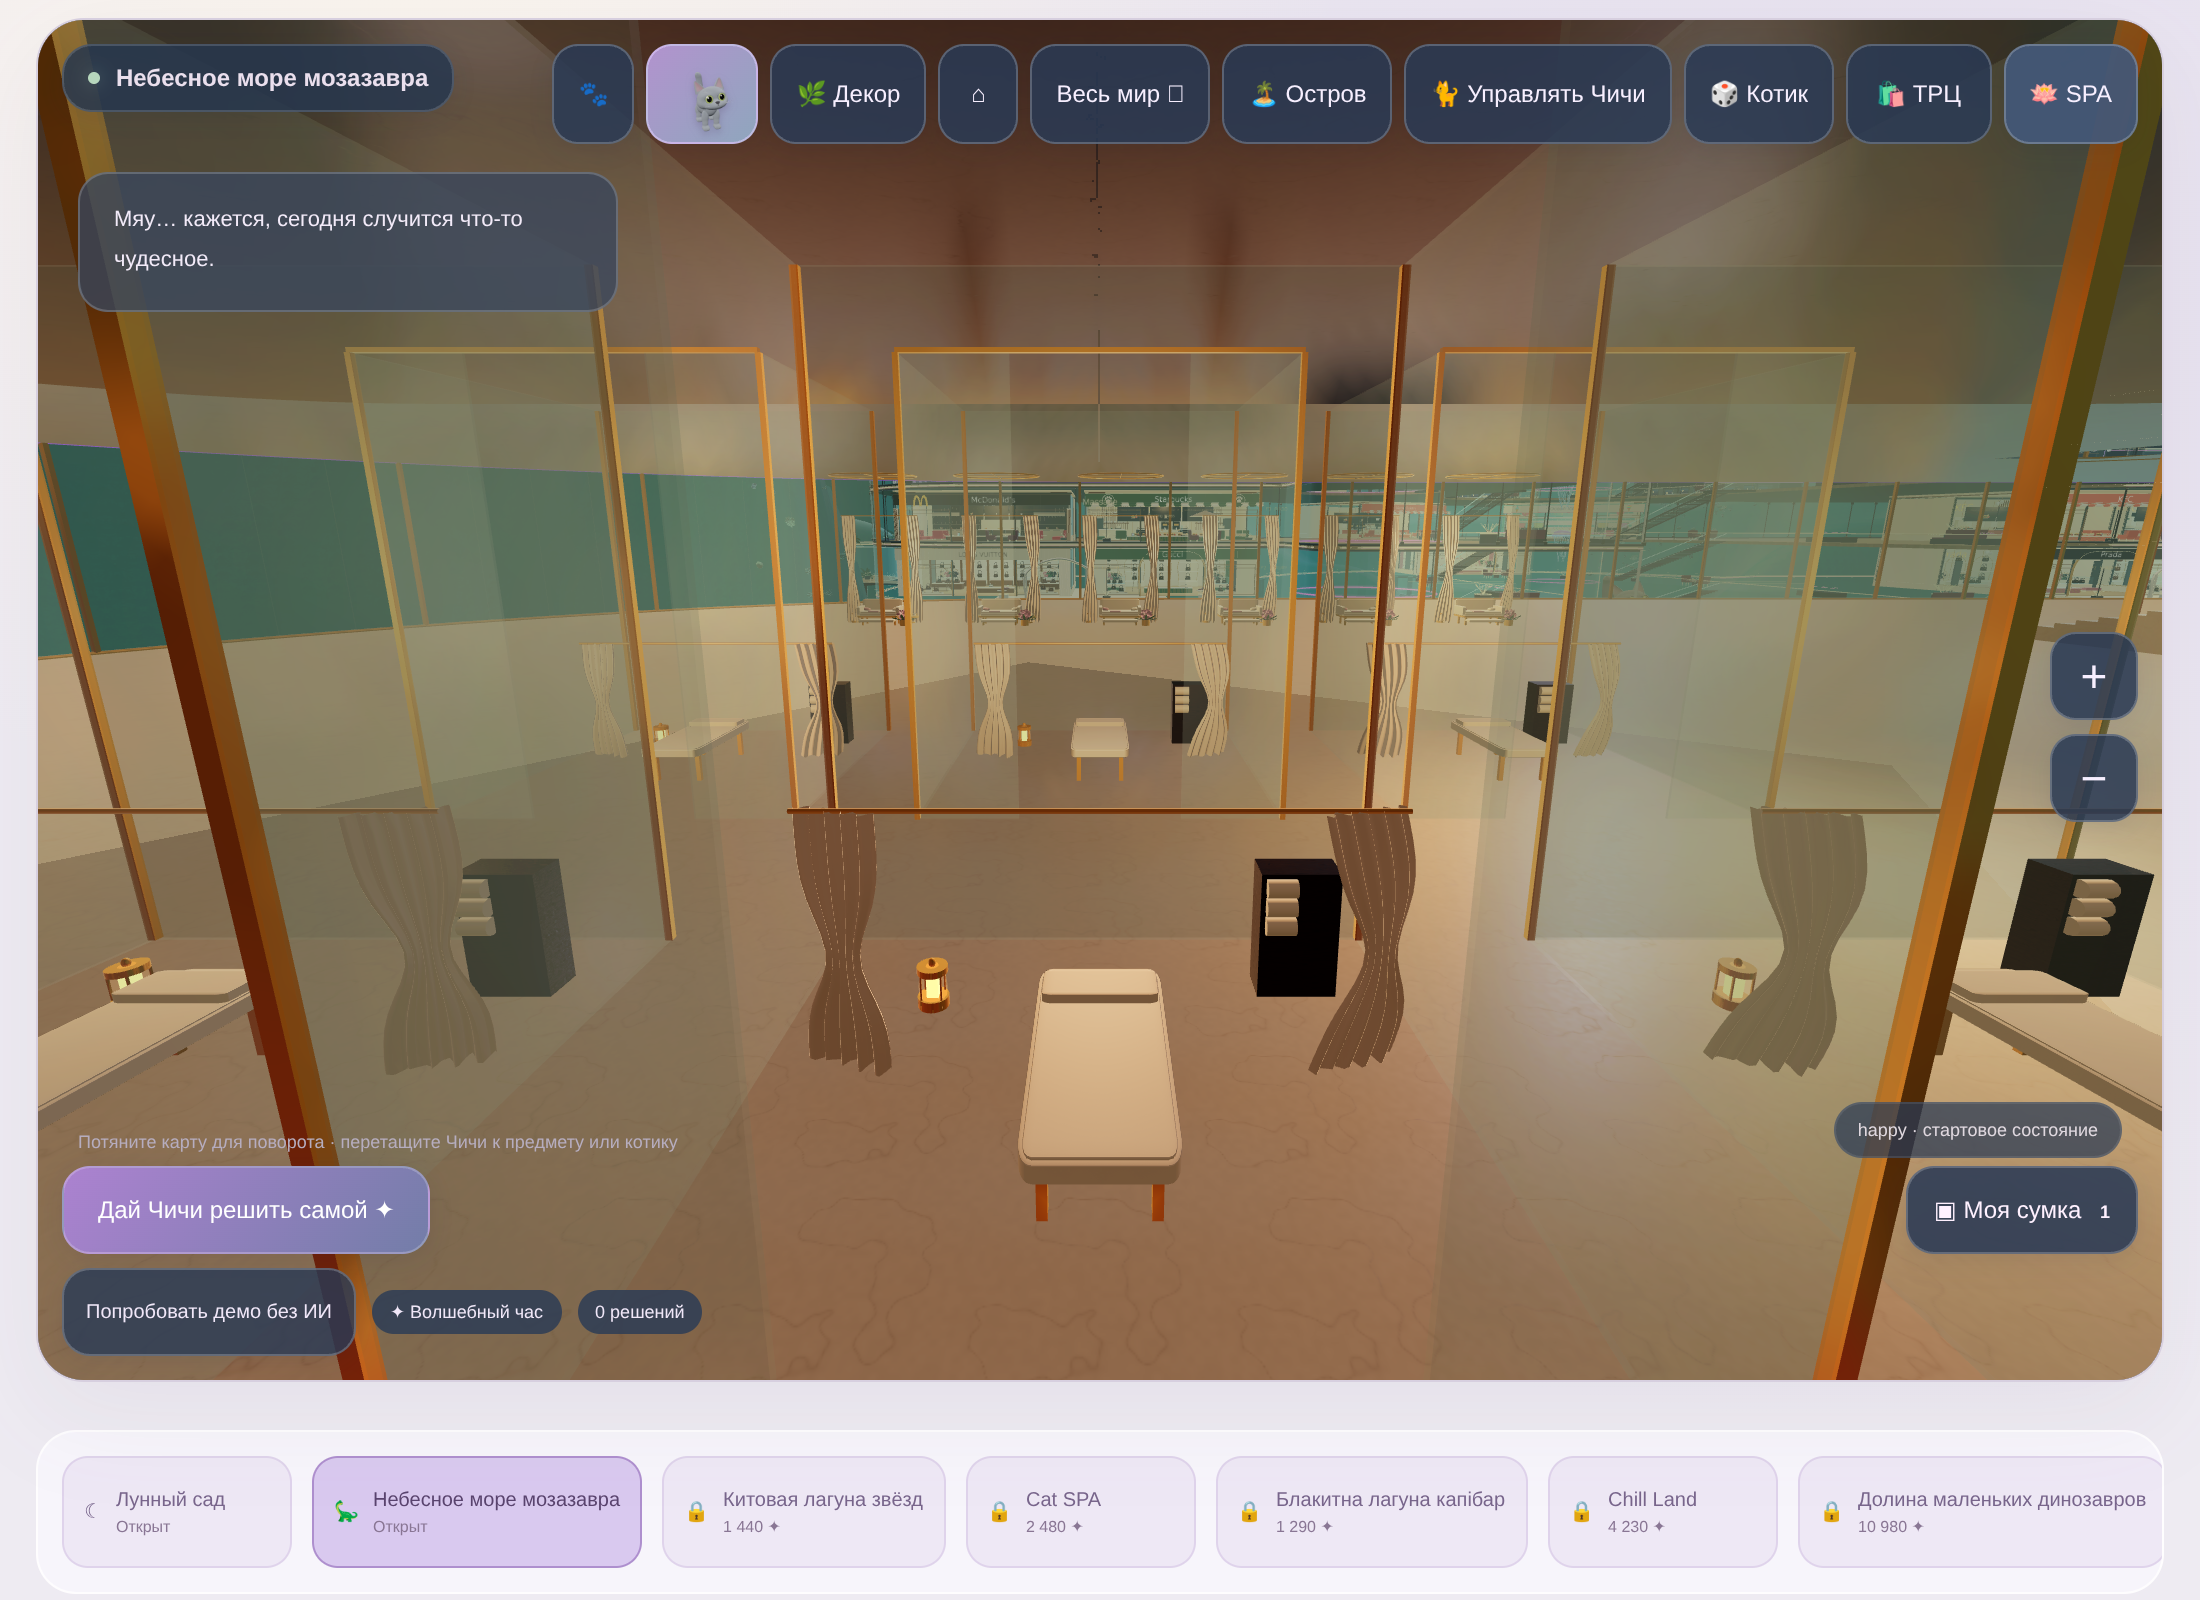 Небесное море мозазавра
🌿 Декор
⌂
Весь мир
🏝️ Остров
🐈 Управлять Чичи
🎲 Котик
🛍️ ТРЦ
🪷 SPA
Мяу… кажется, сегодня случится что-то
чудесное.
McDonald's
Starbucks
Prada
+
−
Потяните карту для поворота · перетащите Чичи к предмету или котику
happy · стартовое состояние
Дай Чичи решить самой ✦
▣ Моя сумка 1
Попробовать демо без ИИ
✦ Волшебный час
0 решений
☾ Лунный сад
Открыт
Небесное море мозазавра
Открыт
Китовая лагуна звёзд
1 440 ✦
Cat SPA
2 480 ✦
Блакитна лагуна капібар
1 290 ✦
Chill Land
4 230 ✦
Долина маленьких динозавров
10 980 ✦